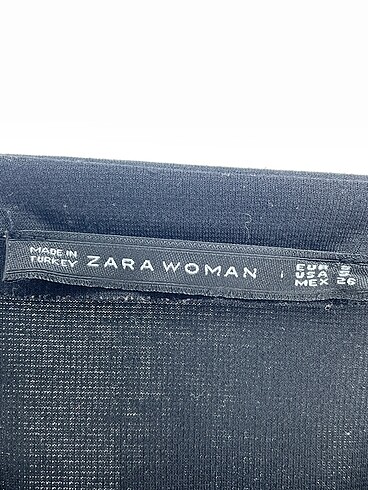 MADE IN
TURKEY
ZARA WOMAN
EUR S
USA S
MEX 26